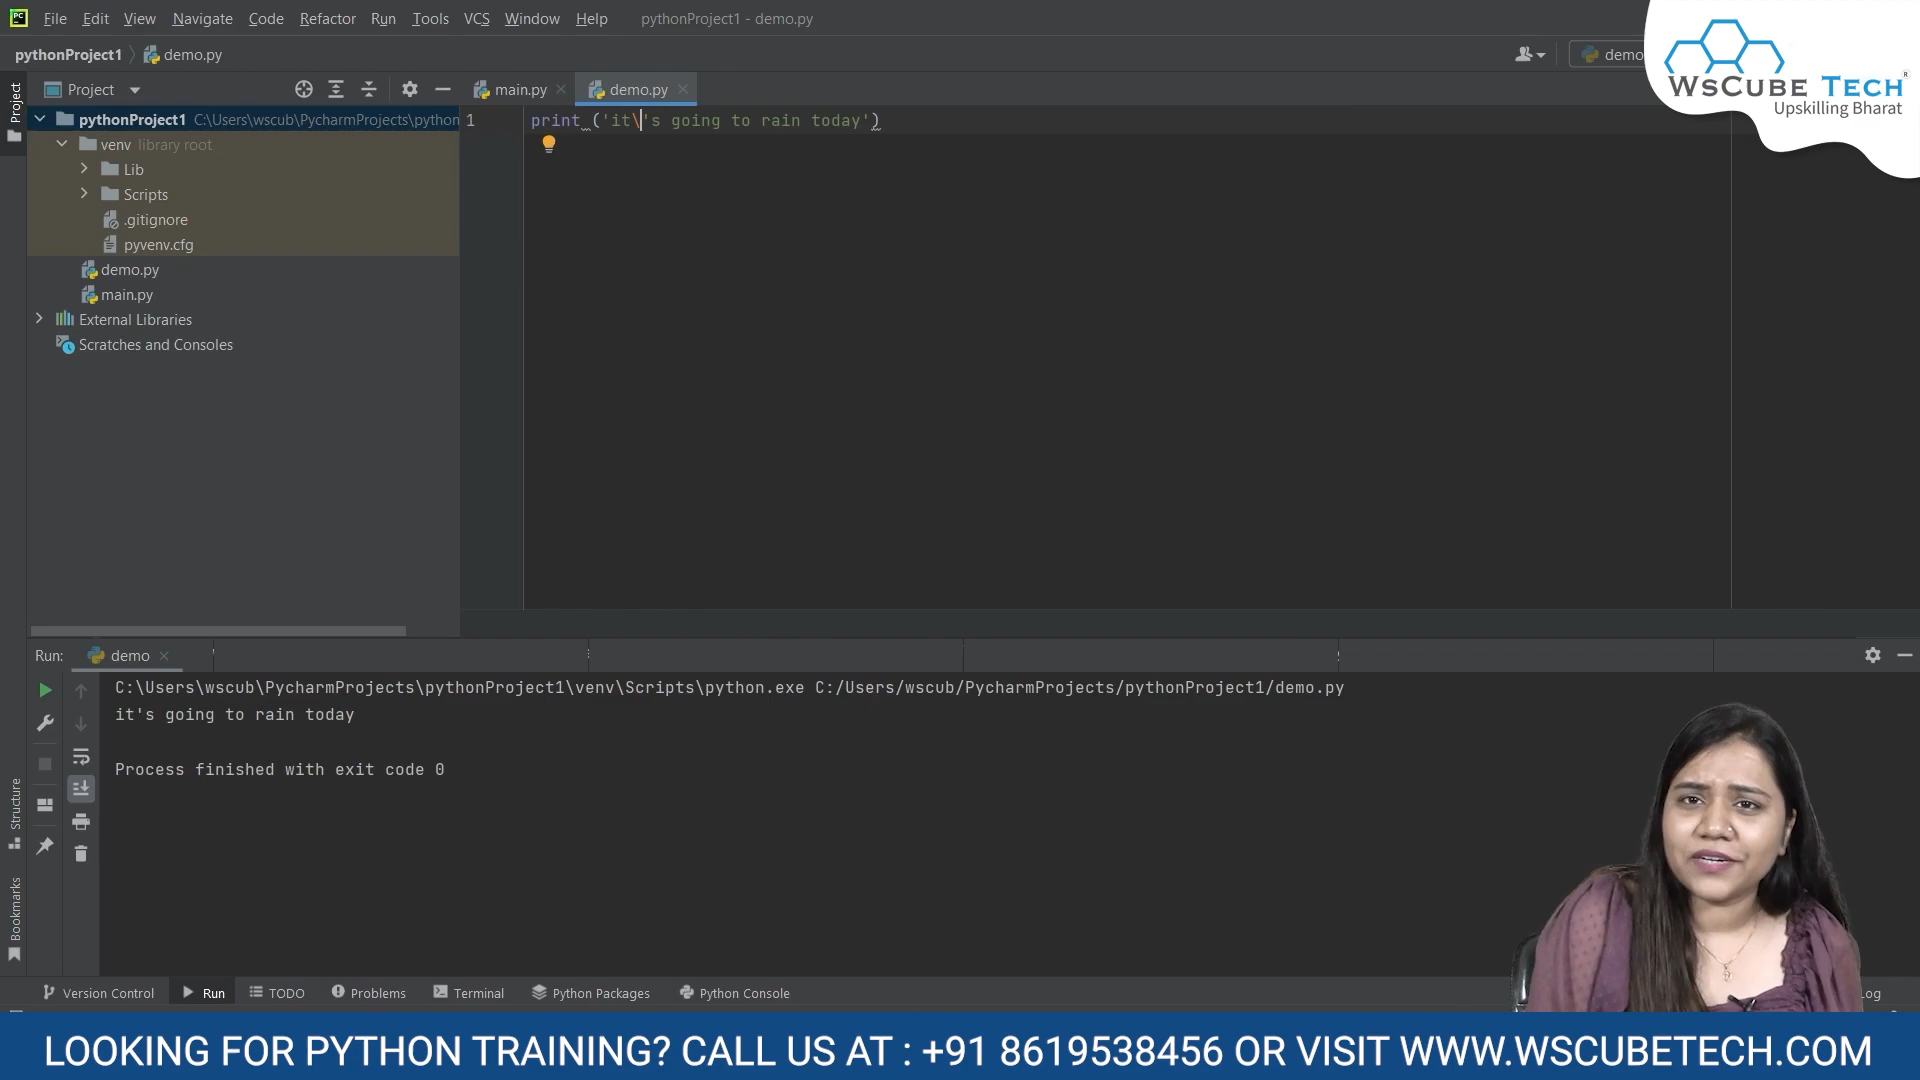 File Edit View Navigate Code Refactor Run Tools VCS Window Help pythonProject1 - demo.py
pythonProject1 demo.py
demo
WsCube Tech
Upskilling Bharat
Project
Project
main.py demo.py
pythonProject1 C:\Users\wscub\PycharmProjects\python
venv library root
Lib
Scripts
.gitignore
pyvenv.cfg
demo.py
main.py
External Libraries
Scratches and Consoles
1 print ('it\'s going to rain today')
Run: demo
C:\Users\wscub\PycharmProjects\pythonProject1\venv\Scripts\python.exe C:/Users/wscub/PycharmProjects/pythonProject1/demo.py
it's going to rain today
Process finished with exit code 0
Structure
Bookmarks
Version Control Run TODO Problems Terminal Python Packages Python Console
LOOKING FOR PYTHON TRAINING? CALL US AT : +91 8619538456 OR VISIT WWW.WSCUBETECH.COM